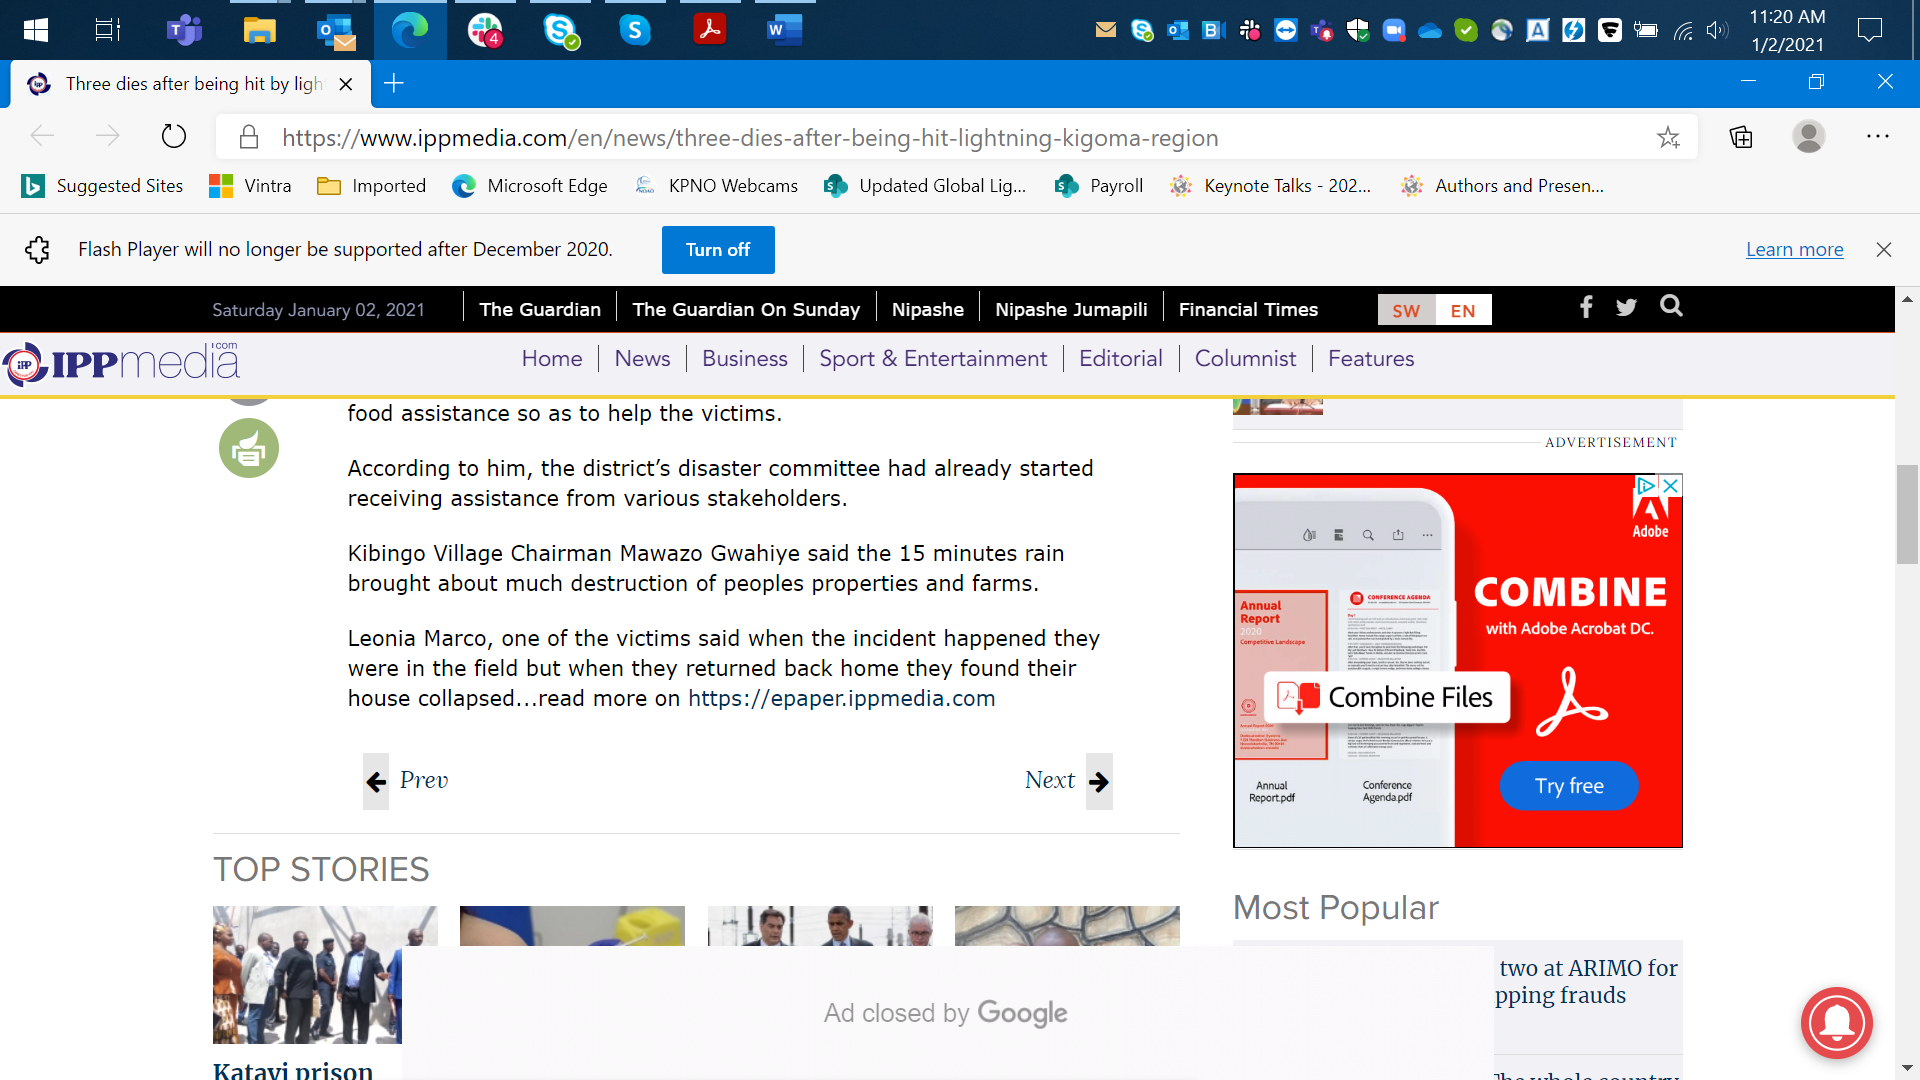 4
11:20 AM
1/2/2021
Three dies after being hit by ligh
https://www.ippmedia.com/en/news/three-dies-after-being-hit-lightning-kigoma-region
Suggested Sites
Vintra
Imported
Microsoft Edge
KPNO Webcams
Updated Global Lig...
Payroll
Keynote Talks - 202...
Authors and Presen...
Flash Player will no longer be supported after December 2020.
Turn off
Learn more
Saturday January 02, 2021
The Guardian
The Guardian On Sunday
Nipashe
Nipashe Jumapili
Financial Times
SW
EN
IPPmedia.com
Home
News
Business
Sport & Entertainment
Editorial
Columnist
Features
food assistance so as to help the victims.
According to him, the district’s disaster committee had already started
receiving assistance from various stakeholders.
Kibingo Village Chairman Mawazo Gwahiye said the 15 minutes rain
brought about much destruction of peoples properties and farms.
Leonia Marco, one of the victims said when the incident happened they
were in the field but when they returned back home they found their
house collapsed...read more on https://epaper.ippmedia.com
Prev
Next
ADVERTISEMENT
Adobe
COMBINE
with Adobe Acrobat DC.
Annual
Report
2020
Competitive Landscape
CONFERENCE AGENDA
Combine Files
Annual
Report.pdf
Conference
Agenda.pdf
Try free
TOP STORIES
Most Popular
two at ARIMO for
pping frauds
Ad closed by Google
Katavi prison
The whole country